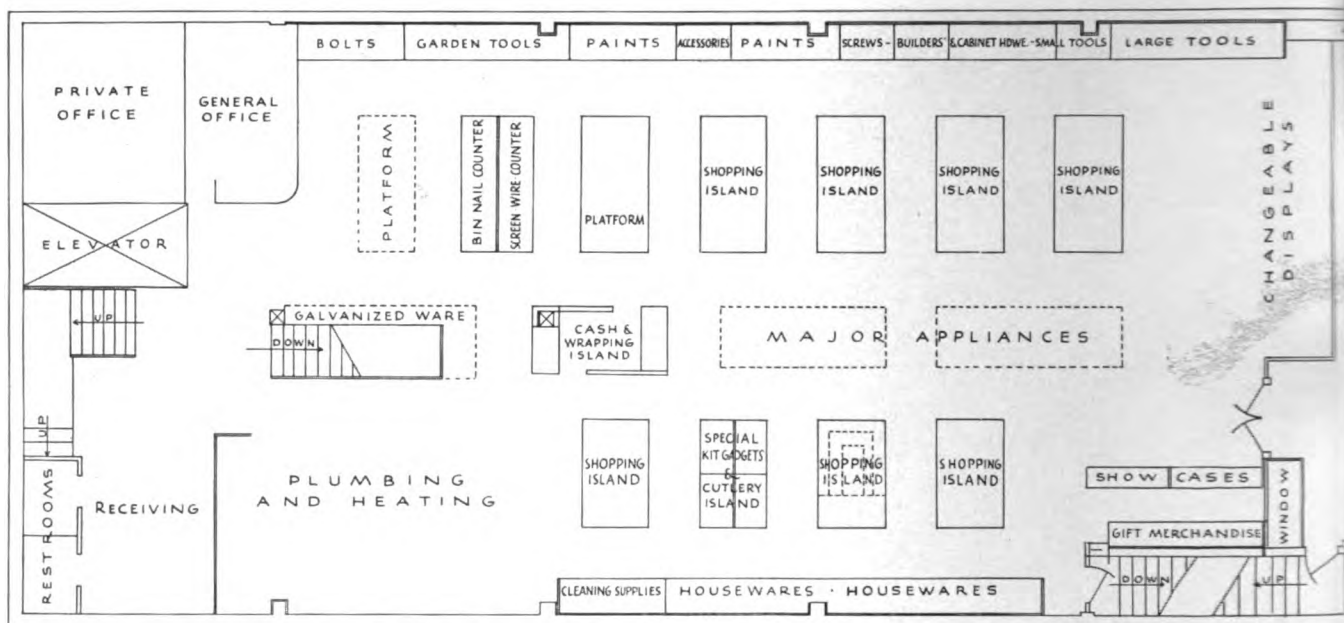 BOLTS
GARDEN TOOLS
PAINTS
ACCESSORIES
PAINTS
SCREWS-
BUILDERS'
& CABINET HDWE.-SMALL TOOLS
LARGE TOOLS
PRIVATE
OFFICE
GENERAL
OFFICE
PLATFORM
BIN NAIL COUNTER
SCREEN WIRE COUNTER
PLATFORM
SHOPPING
ISLAND
SHOPPING
ISLAND
SHOPPING
ISLAND
SHOPPING
ISLAND
CHANGEABLE
DISPLAYS
ELEVATOR
UP
GALVANIZED WARE
DOWN
CASH &
WRAPPING
ISLAND
MAJOR APPLIANCES
UP
REST ROOMS
RECEIVING
PLUMBING
AND HEATING
SHOPPING
ISLAND
SPECIAL
KIT GADGETS
&
CUTLERY
ISLAND
SHOPPING
ISLAND
SHOPPING
ISLAND
SHOW CASES
WINDOW
GIFT MERCHANDISE
DOWN
UP
CLEANING SUPPLIES
HOUSEWARES · HOUSEWARES